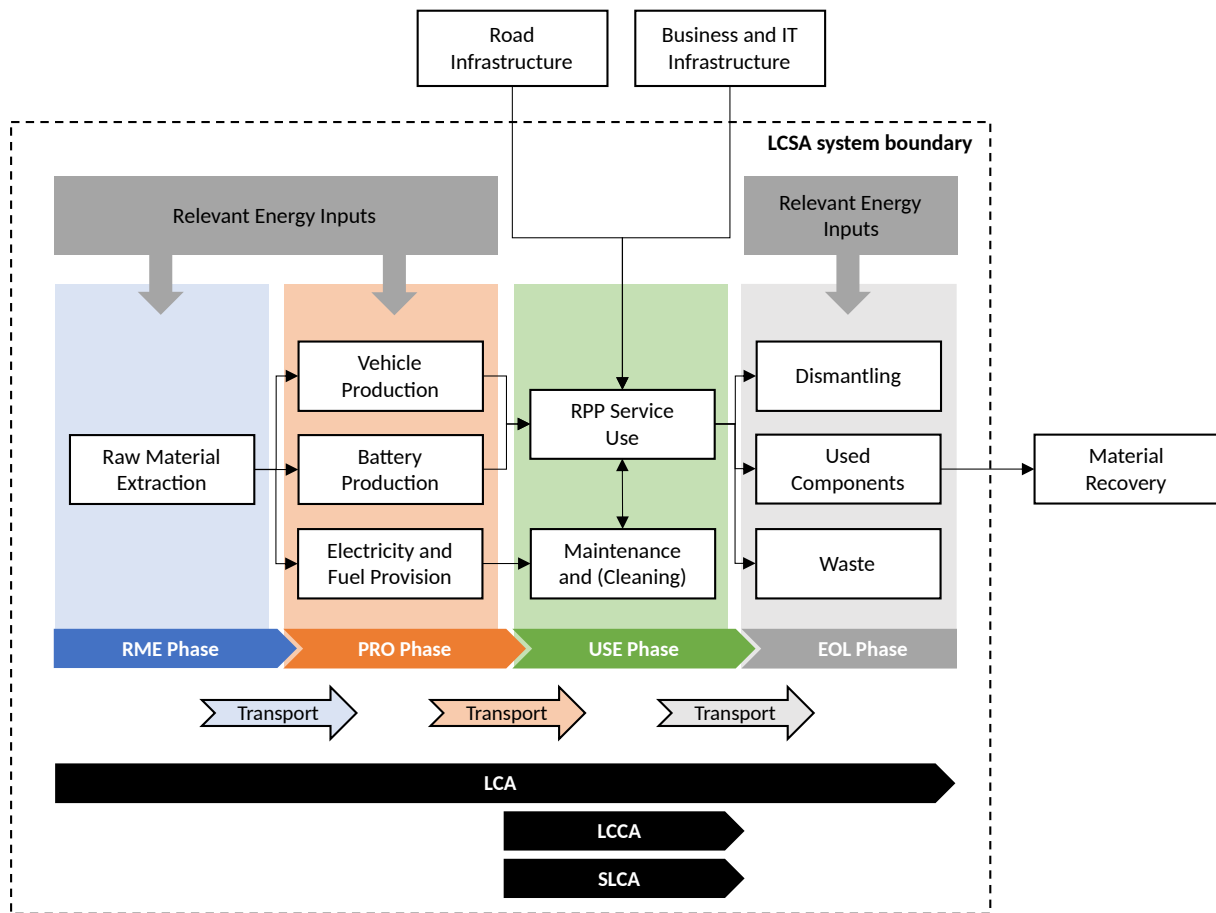 Road
Infrastructure
Business and IT
Infrastructure
LCSA system boundary
Relevant Energy Inputs
Relevant Energy
Inputs
Vehicle
Production
Dismantling
RPP Service
Use
Raw Material
Extraction
Battery
Production
Used
Components
Material
Recovery
Electricity and
Fuel Provision
Maintenance
and (Cleaning)
Waste
RME Phase
PRO Phase
USE Phase
EOL Phase
Transport
Transport
Transport
LCA
LCCA
SLCA